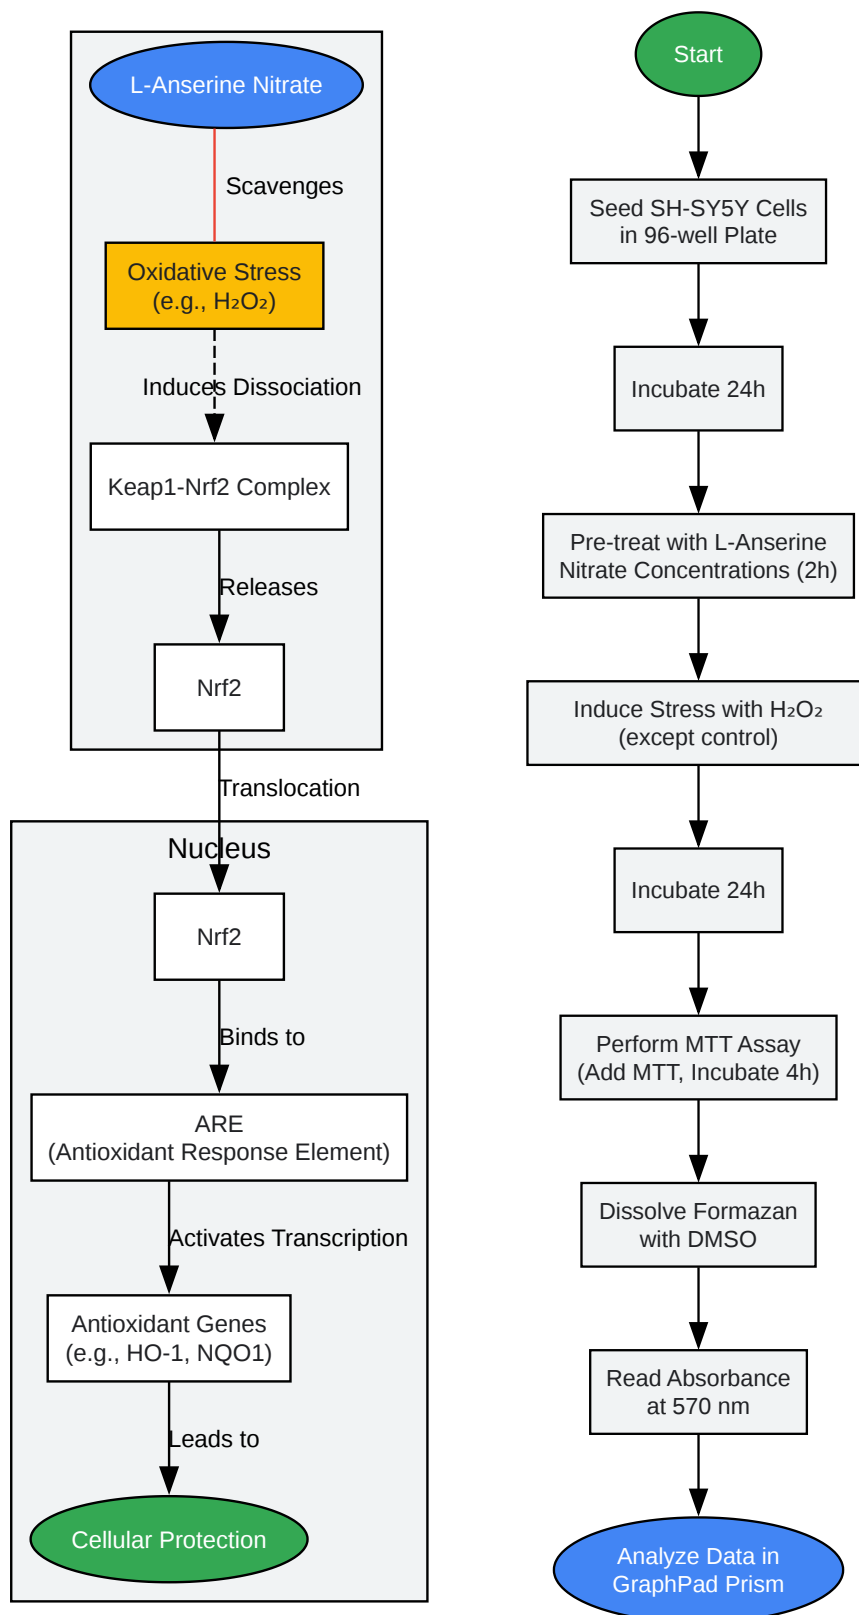 L-Anserine Nitrate
Scavenges
Oxidative Stress
(e.g., H₂O₂)
Induces Dissociation
Keap1-Nrf2 Complex
Releases
Nrf2
Translocation
Nucleus
Nrf2
Binds to
ARE
(Antioxidant Response Element)
Activates Transcription
Antioxidant Genes
(e.g., HO-1, NQO1)
Leads to
Cellular Protection
Start
Seed SH-SY5Y Cells
in 96-well Plate
Incubate 24h
Pre-treat with L-Anserine
Nitrate Concentrations (2h)
Induce Stress with H₂O₂
(except control)
Incubate 24h
Perform MTT Assay
(Add MTT, Incubate 4h)
Dissolve Formazan
with DMSO
Read Absorbance
at 570 nm
Analyze Data in
GraphPad Prism